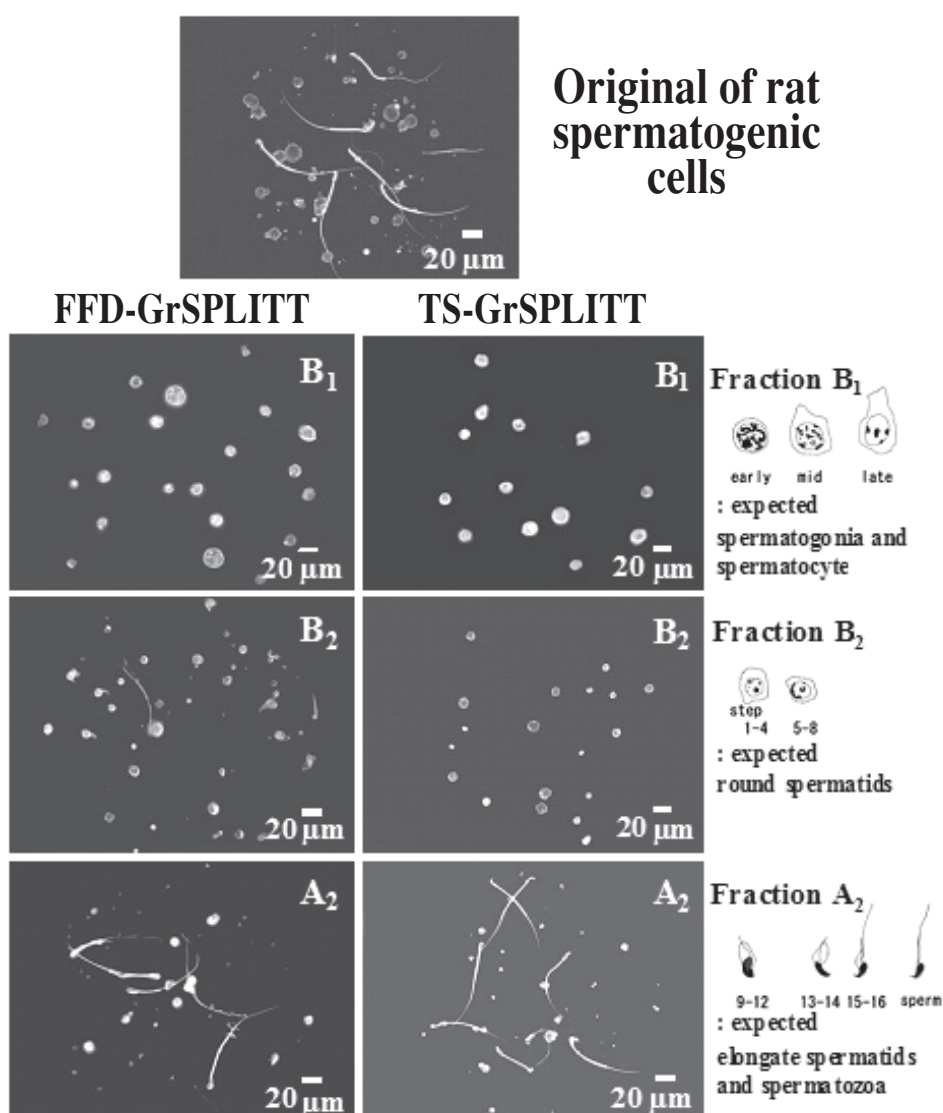 Original of rat
spermatogenic
cells
20 μm
FFD-GrSPLITT
TS-GrSPLITT
B₁
20 μm
B₁
20 μm
Fraction B₁
early mid late
: expected
spermatogonia and
spermatocyte
B₂
20 μm
B₂
20 μm
Fraction B₂
step
1-4 5-8
: expected
round spermatids
A₂
20 μm
A₂
20 μm
Fraction A₂
9-12 13-14 15-16 sperm
: expected
elongate spermatids
and spermatozoa